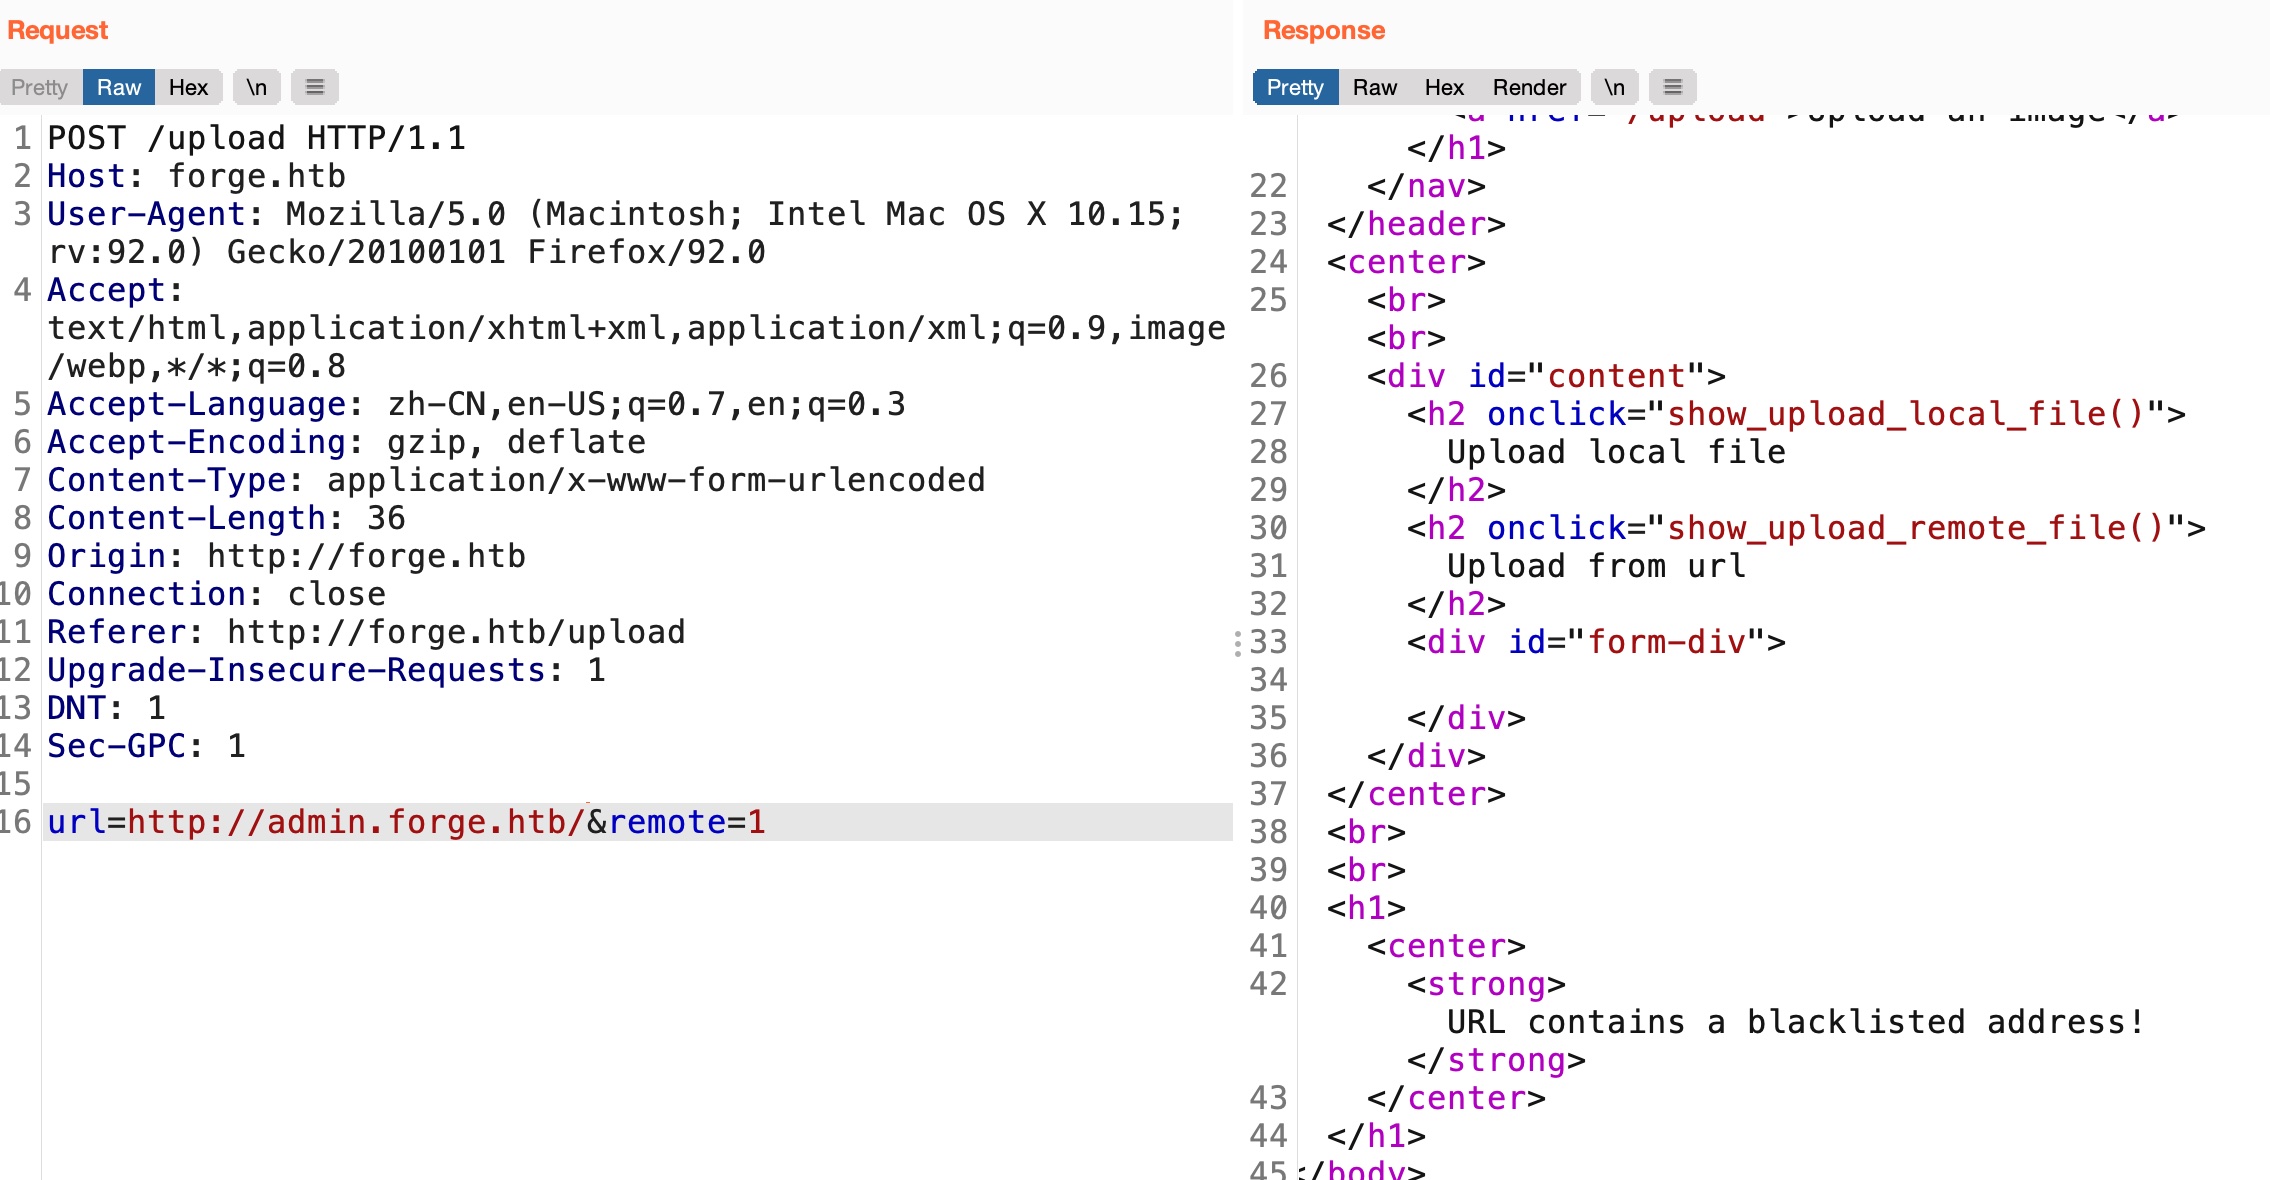 Request
Pretty Raw Hex \n
1 POST /upload HTTP/1.1
2 Host: forge.htb
3 User-Agent: Mozilla/5.0 (Macintosh; Intel Mac OS X 10.15;
rv:92.0) Gecko/20100101 Firefox/92.0
4 Accept:
text/html,application/xhtml+xml,application/xml;q=0.9,image
/webp,*/*;q=0.8
5 Accept-Language: zh-CN,en-US;q=0.7,en;q=0.3
6 Accept-Encoding: gzip, deflate
7 Content-Type: application/x-www-form-urlencoded
8 Content-Length: 36
9 Origin: http://forge.htb
10 Connection: close
11 Referer: http://forge.htb/upload
12 Upgrade-Insecure-Requests: 1
13 DNT: 1
14 Sec-GPC: 1
15
16 url=http://admin.forge.htb/&remote=1
Response
Pretty Raw Hex Render \n
<a href="/upload">Upload an image</a>
</h1>
22 </nav>
23 </header>
24 <center>
25 <br>
<br>
26 <div id="content">
27 <h2 onclick="show_upload_local_file()">
28 Upload local file
29 </h2>
30 <h2 onclick="show_upload_remote_file()">
31 Upload from url
32 </h2>
33 <div id="form-div">
34
35 </div>
36 </div>
37 </center>
38 <br>
39 <br>
40 <h1>
41 <center>
42 <strong>
URL contains a blacklisted address!
</strong>
43 </center>
44 </h1>
45 </body>